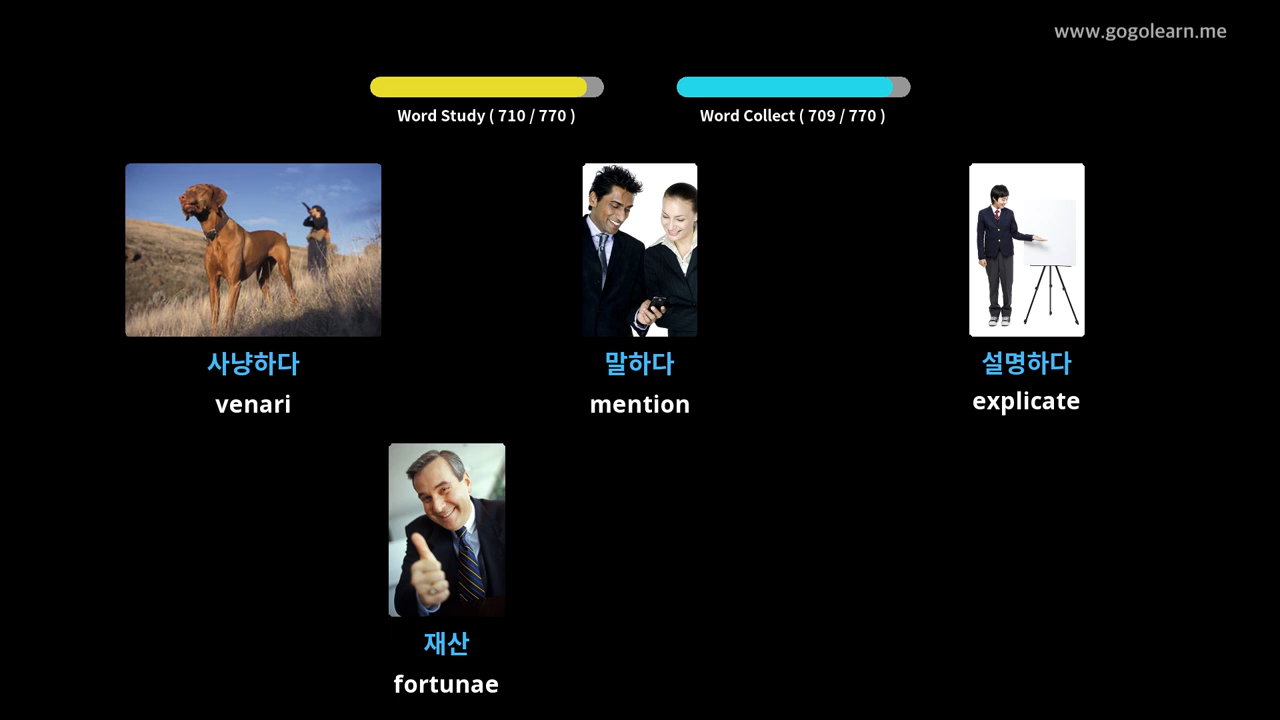 www.gogolearn.me
Word Study ( 710 / 770 )
Word Collect ( 709 / 770 )
사냥하다
venari
말하다
mention
설명하다
explicate
재산
fortunae